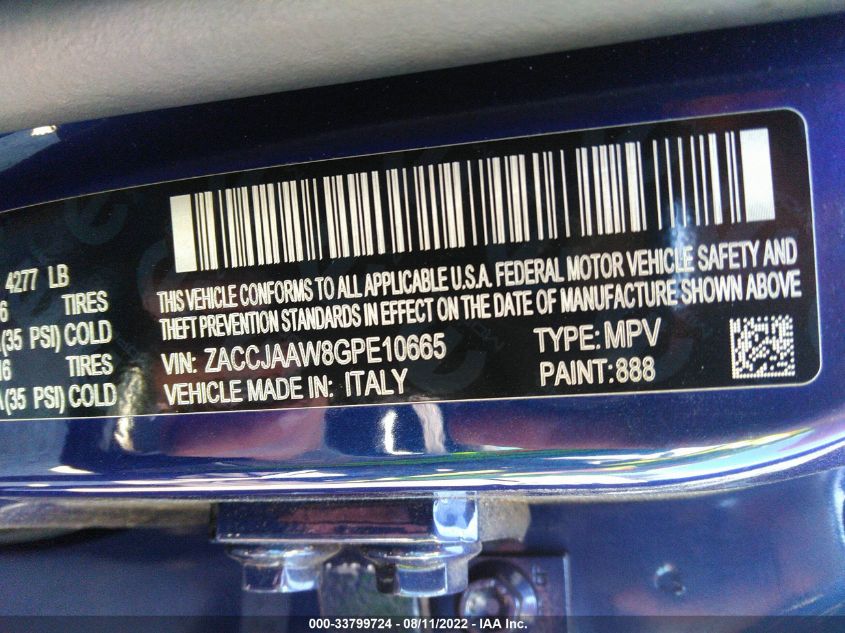 4277 LB
6 TIRES
(35 PSI) COLD
16 TIRES
A (35 PSI) COLD
THIS VEHICLE CONFORMS TO ALL APPLICABLE U.S.A. FEDERAL MOTOR VEHICLE SAFETY AND
THEFT PREVENTION STANDARDS IN EFFECT ON THE DATE OF MANUFACTURE SHOWN ABOVE
VIN: ZACCJAAW8GPE10665 TYPE: MPV
VEHICLE MADE IN: ITALY PAINT: 888
000-33799724 - 08/11/2022 - IAA Inc.